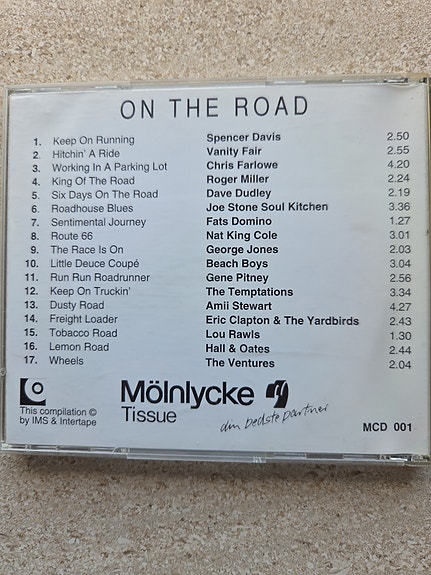 ON THE ROAD
1. Keep On Running Spencer Davis 2.50
2. Hitchin' A Ride Vanity Fair 2.55
3. Working In A Parking Lot Chris Farlowe 4.20
4. King Of The Road Roger Miller 2.24
5. Six Days On The Road Dave Dudley 2.19
6. Roadhouse Blues Joe Stone Soul Kitchen 3.36
7. Sentimental Journey Fats Domino 1.27
8. Route 66 Nat King Cole 3.01
9. The Race Is On George Jones 2.03
10. Little Deuce Coupé Beach Boys 3.04
11. Run Run Roadrunner Gene Pitney 2.56
12. Keep On Truckin' The Temptations 3.34
13. Dusty Road Amii Stewart 4.27
14. Freight Loader Eric Clapton & The Yardbirds 2.43
15. Tobacco Road Lou Rawls 1.30
16. Lemon Road Hall & Oates 2.44
17. Wheels The Ventures 2.04
This compilation ©
by IMS & Intertape
Mölnlycke
Tissue
din bedste partner
MCD 001